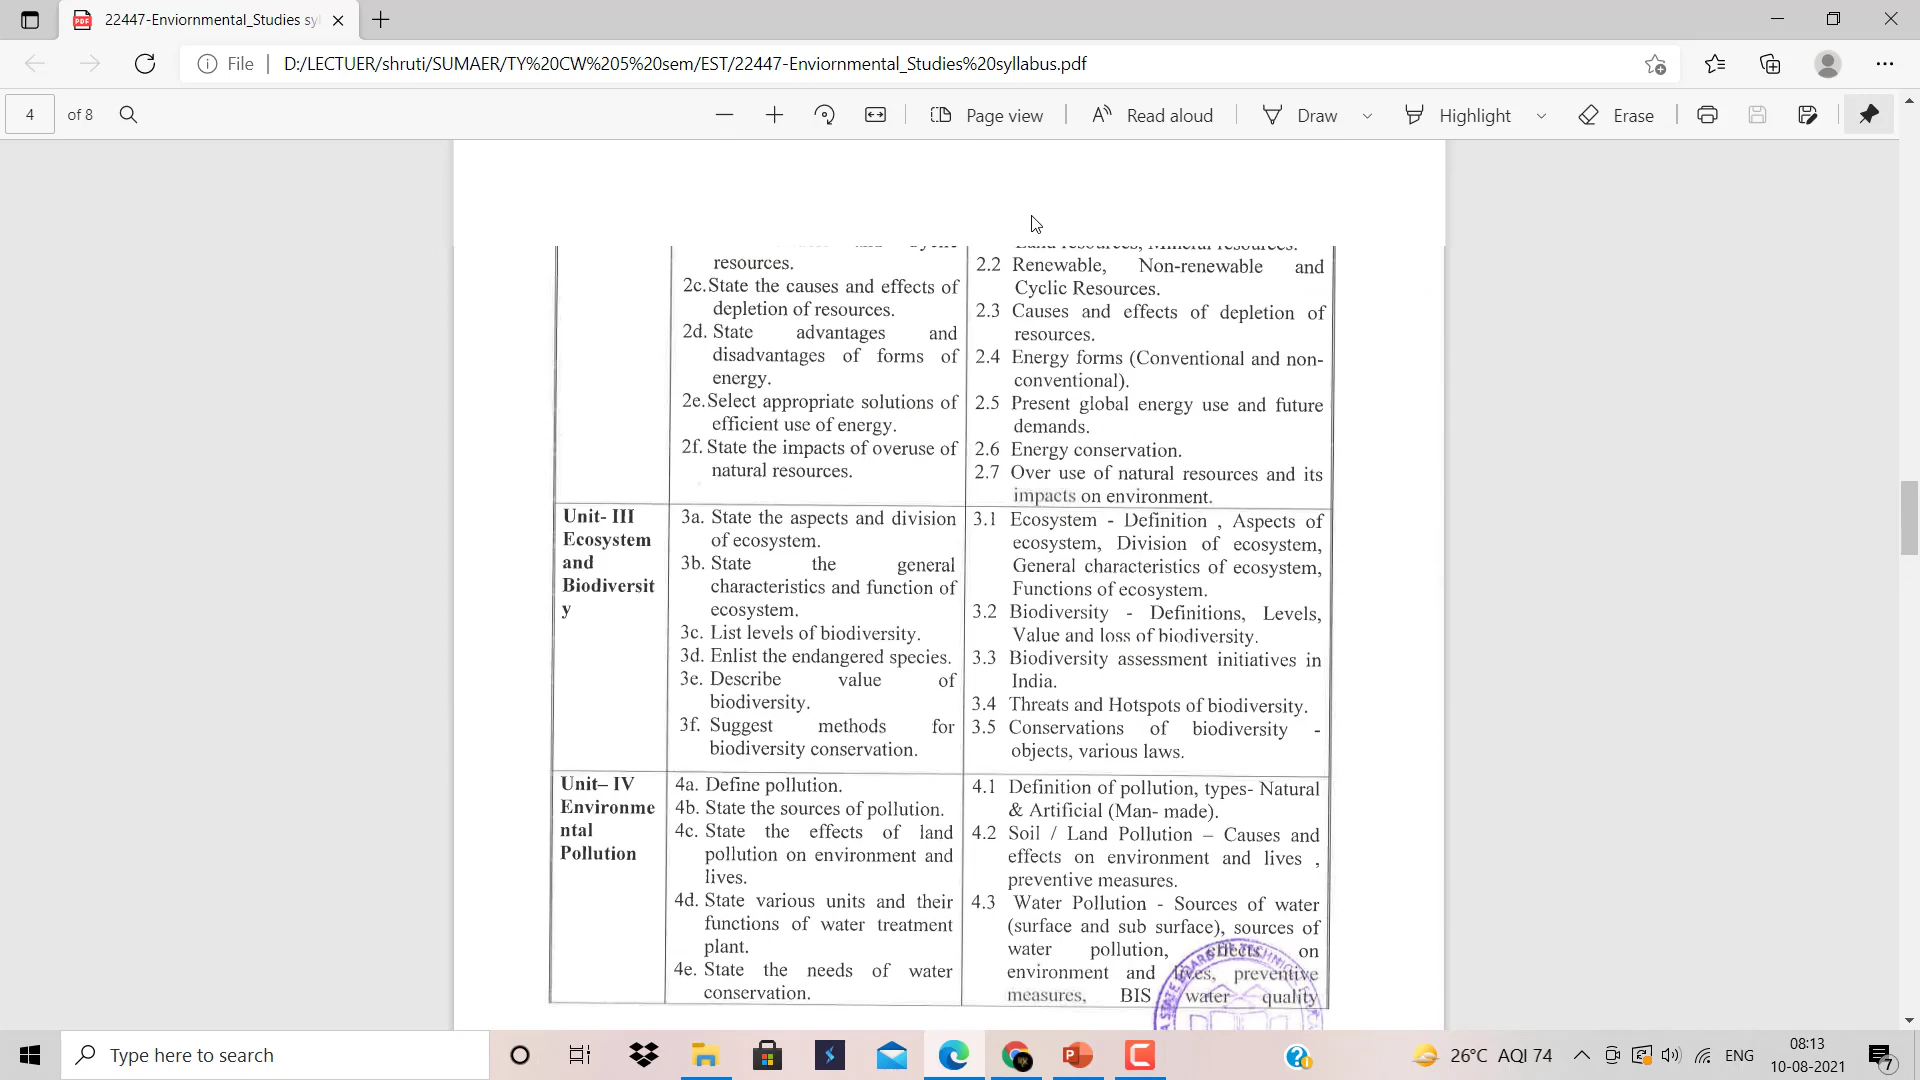 22447-Enviornmental_Studies sy
File
D:/LECTUER/shruti/SUMAER/TY%20CW%205%20sem/EST/22447-Enviornmental_Studies%20syllabus.pdf
4 of 8
Page view
Read aloud
Draw
Highlight
Erase
resources.
2c.State the causes and effects of
depletion of resources.
2d. State advantages and
disadvantages of forms of
energy.
2e.Select appropriate solutions of
efficient use of energy.
2f. State the impacts of overuse of
natural resources.
Land resources, Mineral resources.
2.2 Renewable, Non-renewable and
Cyclic Resources.
2.3 Causes and effects of depletion of
resources.
2.4 Energy forms (Conventional and non-
conventional).
2.5 Present global energy use and future
demands.
2.6 Energy conservation.
2.7 Over use of natural resources and its
impacts on environment.
Unit- III
Ecosystem
and
Biodiversit
y
3a. State the aspects and division
of ecosystem.
3b. State the general
characteristics and function of
ecosystem.
3c. List levels of biodiversity.
3d. Enlist the endangered species.
3e. Describe value of
biodiversity.
3f. Suggest methods for
biodiversity conservation.
3.1 Ecosystem - Definition , Aspects of
ecosystem, Division of ecosystem,
General characteristics of ecosystem,
Functions of ecosystem.
3.2 Biodiversity - Definitions, Levels,
Value and loss of biodiversity.
3.3 Biodiversity assessment initiatives in
India.
3.4 Threats and Hotspots of biodiversity.
3.5 Conservations of biodiversity -
objects, various laws.
Unit– IV
Environme
ntal
Pollution
4a. Define pollution.
4b. State the sources of pollution.
4c. State the effects of land
pollution on environment and
lives.
4d. State various units and their
functions of water treatment
plant.
4e. State the needs of water
conservation.
4.1 Definition of pollution, types- Natural
& Artificial (Man- made).
4.2 Soil / Land Pollution – Causes and
effects on environment and lives ,
preventive measures.
4.3 Water Pollution - Sources of water
(surface and sub surface), sources of
water pollution, effects on
environment and lives, preventive
measures, BIS water quality
Type here to search
26°C AQI 74
ENG
08:13
10-08-2021
7